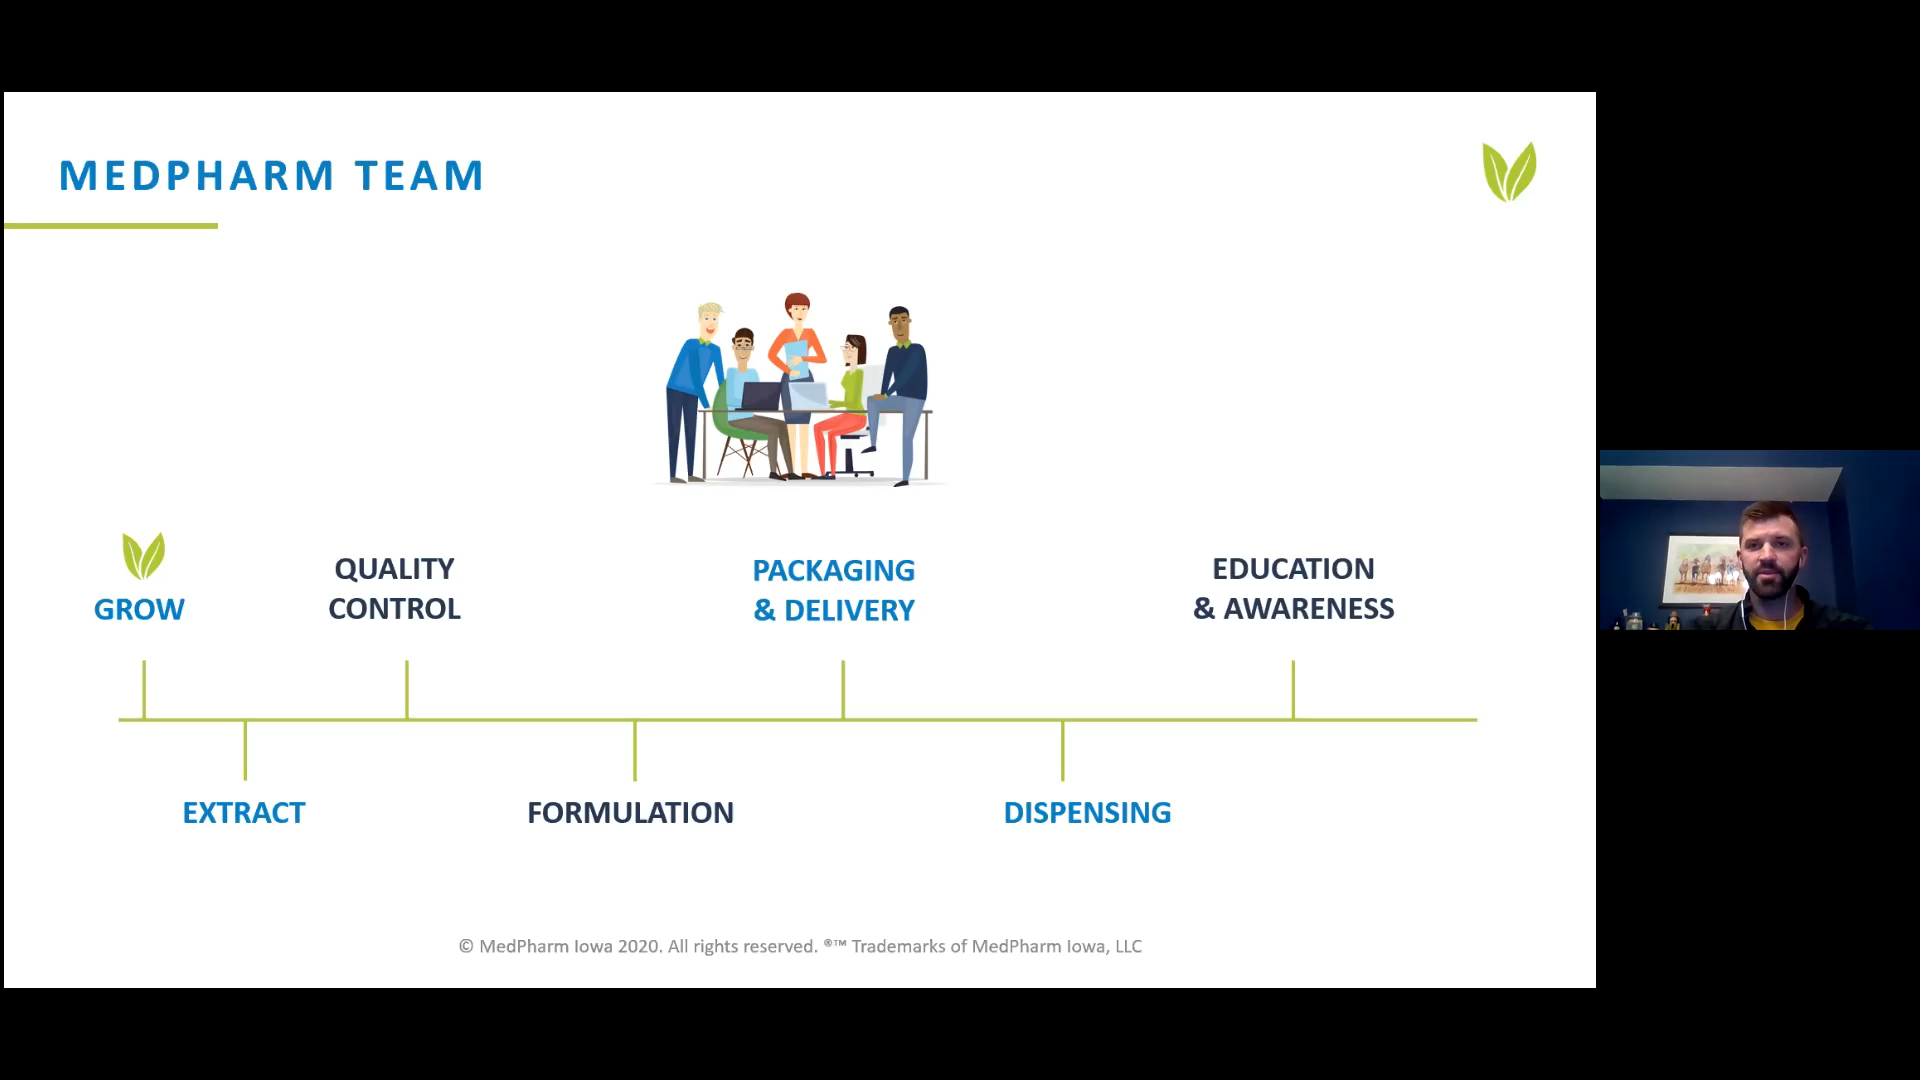 MEDPHARM TEAM
GROW
QUALITY
CONTROL
PACKAGING
& DELIVERY
EDUCATION
& AWARENESS
EXTRACT
FORMULATION
DISPENSING
© MedPharm Iowa 2020. All rights reserved. ®™ Trademarks of MedPharm Iowa, LLC